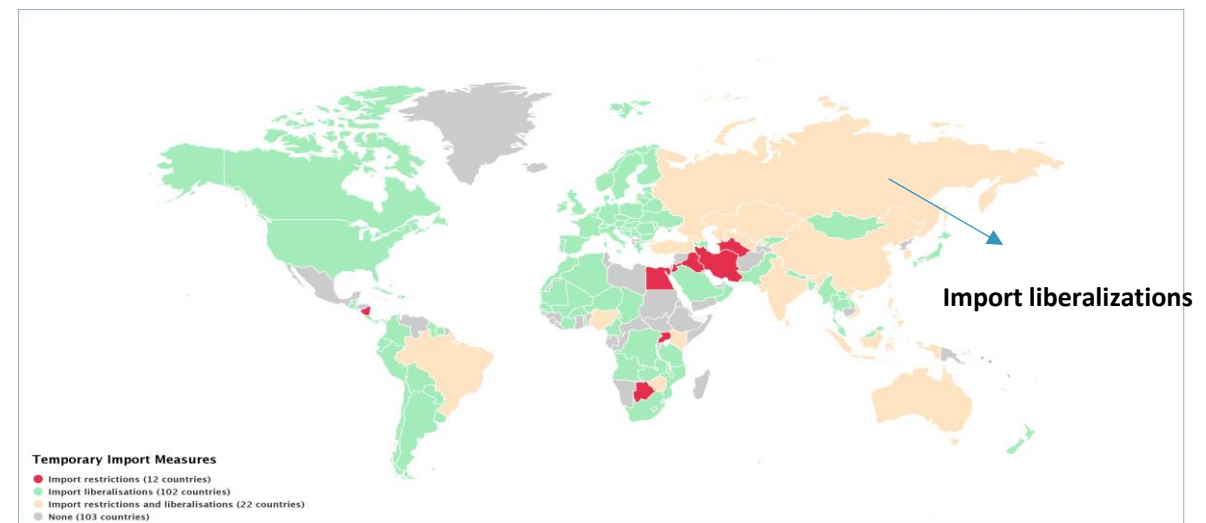 Import liberalizations
Temporary Import Measures
Import restrictions (12 countries)
Import liberalisations (102 countries)
Import restrictions and liberalisations (22 countries)
None (103 countries)